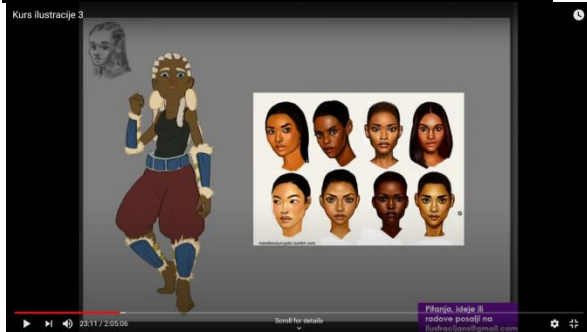 Kurs ilustracije 3
23:11 / 2:05:06
Scroll for details
Pitanja, ideje ili
radove posalji na
ilustracijans@gmail.com